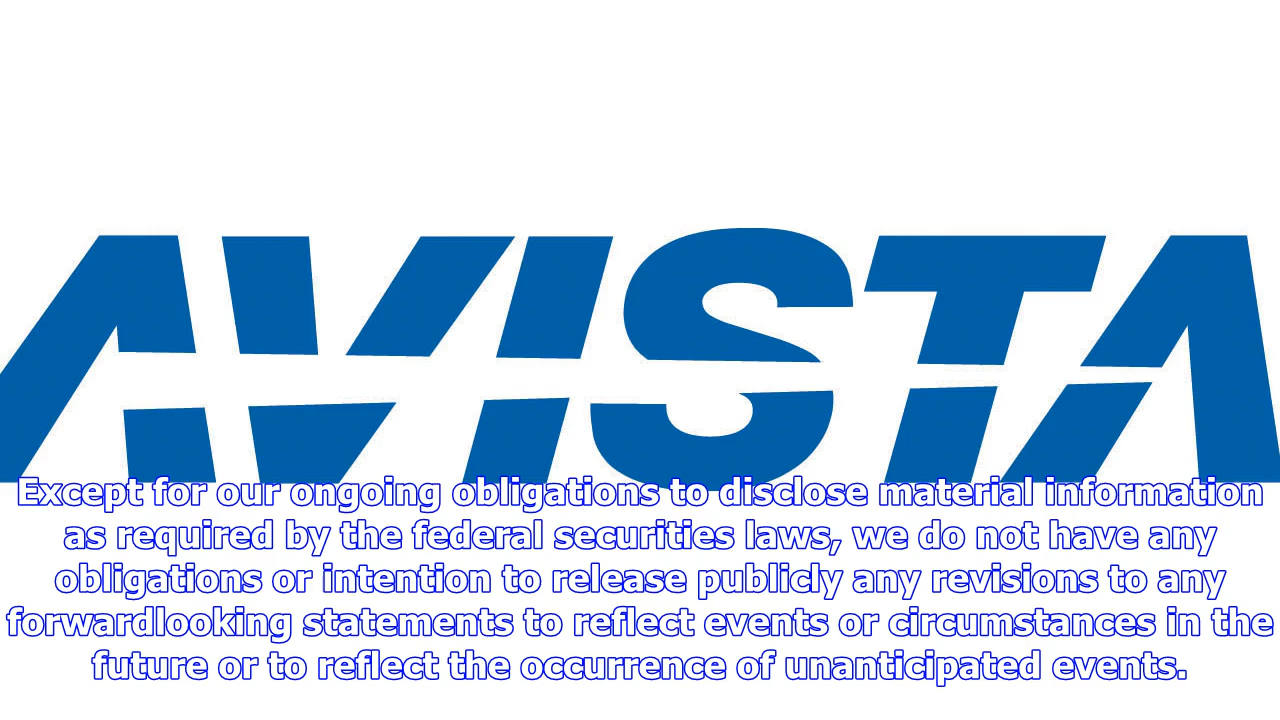 AVISTA
Except for our ongoing obligations to disclose material information
as required by the federal securities laws, we do not have any
obligations or intention to release publicly any revisions to any
forwardlooking statements to reflect events or circumstances in the
future or to reflect the occurrence of unanticipated events.